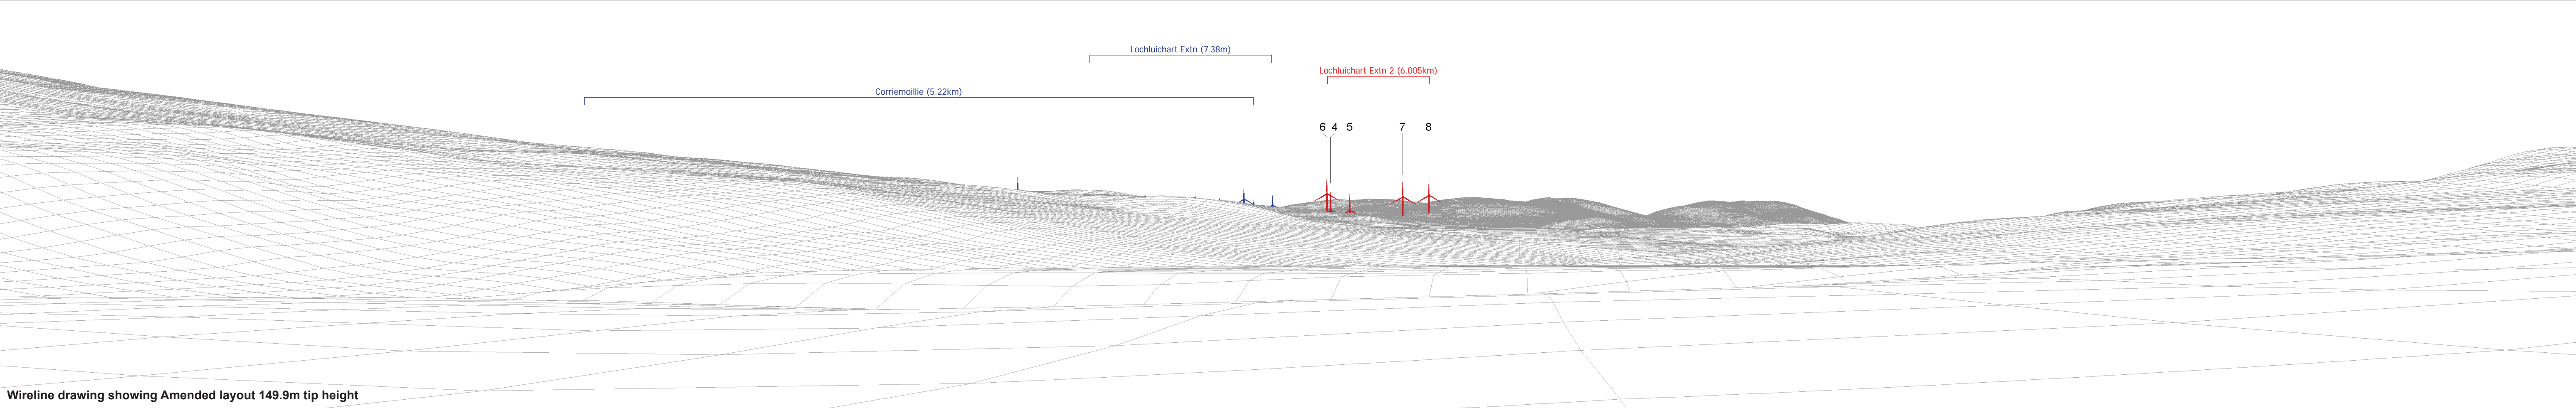 Lochluichart Extn (7.38m)
Lochluichart Extn 2 (6.005km)
Corriemoillie (5.22km)
6 4 5 7 8
Wireline drawing showing Amended layout 149.9m tip height